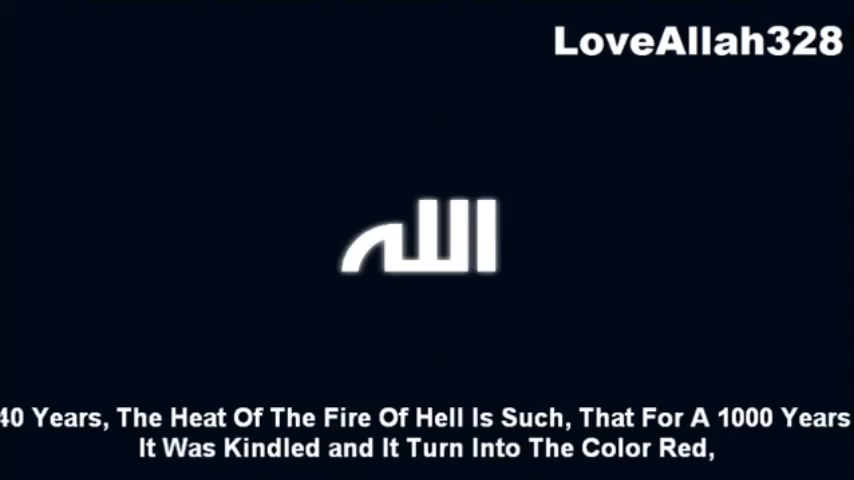 LoveAllah328
الله
40 Years, The Heat Of The Fire Of Hell Is Such, That For A 1000 Years
It Was Kindled and It Turn Into The Color Red,